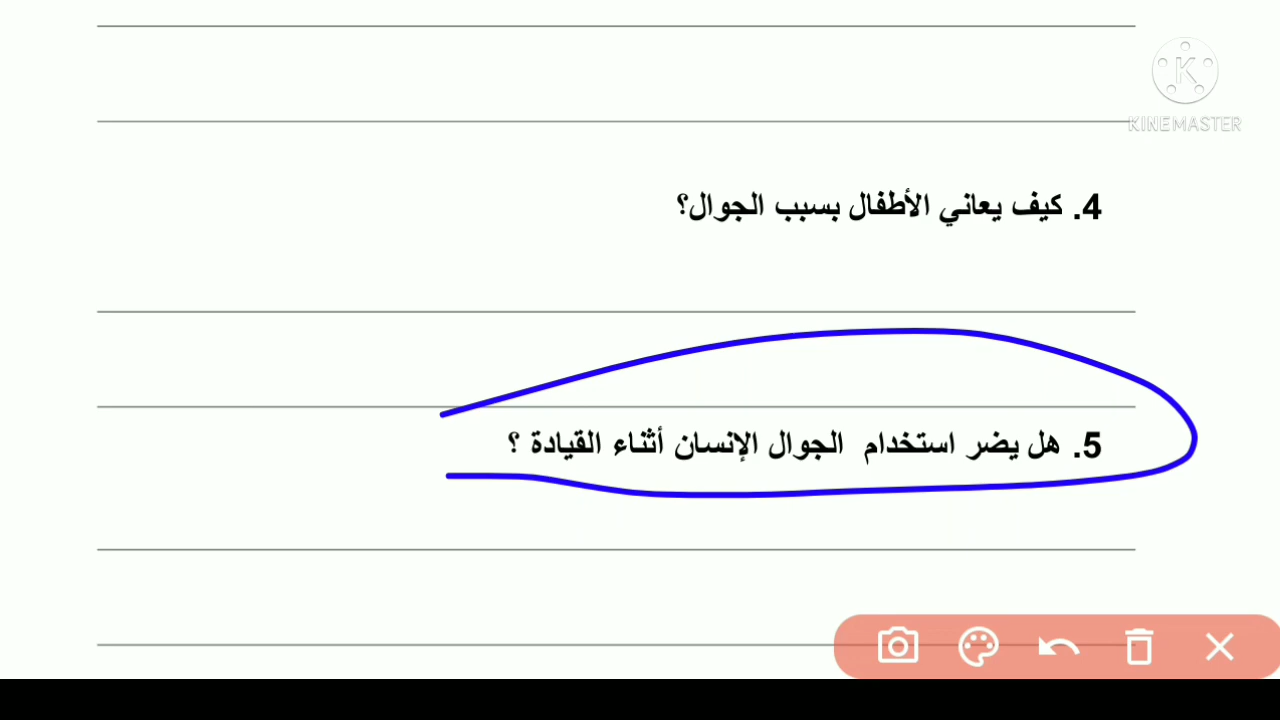 KINEMASTER
4. كيف يعاني الأطفال بسبب الجوال؟
5. هل يضر استخدام الجوال الإنسان أثناء القيادة ؟